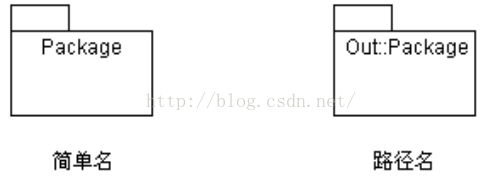 Package
Out::Package
http://blog.csdn.net/
简单名
路径名